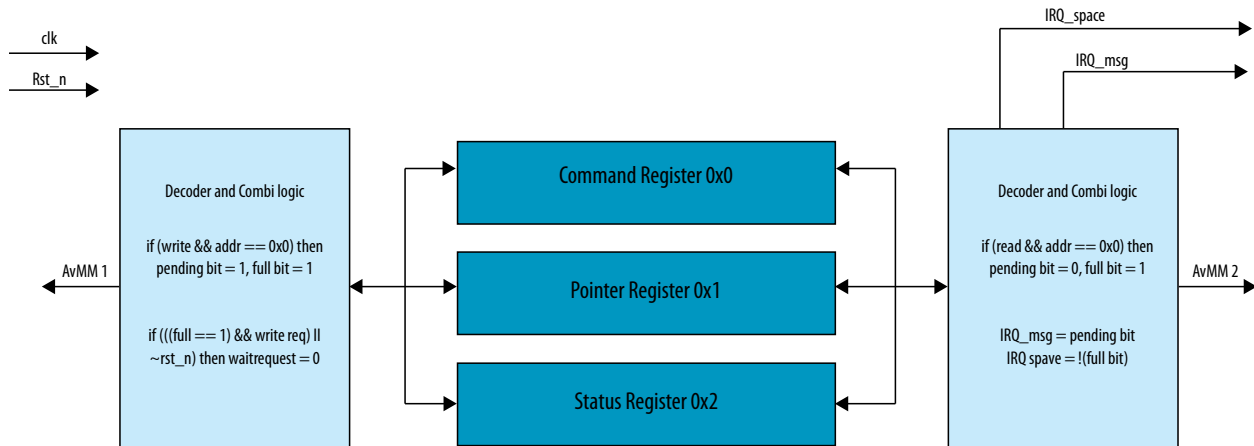 IRQ_space
clk
IRQ_msg
Rst_n
Decoder and Combi logic
if (write && addr == 0x0) then
pending bit = 1, full bit = 1
if (((full == 1) && write req) ll
~rst_n) then waitrequest = 0
AvMM 1
Command Register 0x0
Pointer Register 0x1
Status Register 0x2
Decoder and Combi logic
if (read && addr == 0x0) then
pending bit = 0, full bit = 1
IRQ_msg = pending bit
IRQ spave = !(full bit)
AvMM 2